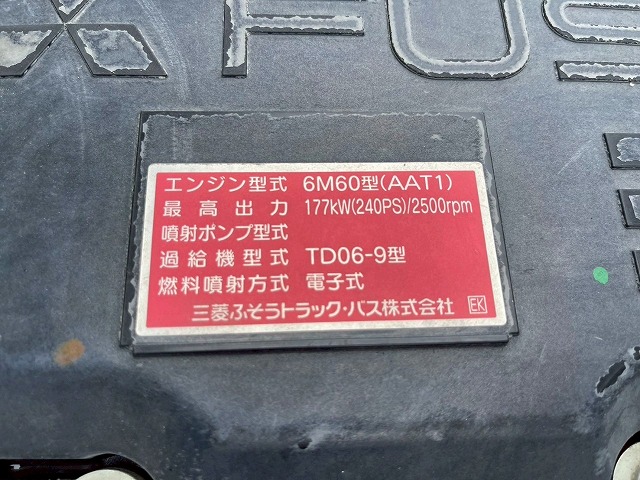 FUS
エンジン型式 6M60型(AAT1)
最高出力 177kW(240PS)/2500rpm
噴射ポンプ型式
過給機型式 TD06-9型
燃料噴射方式 電子式
三菱ふそうトラック・バス株式会社 EK